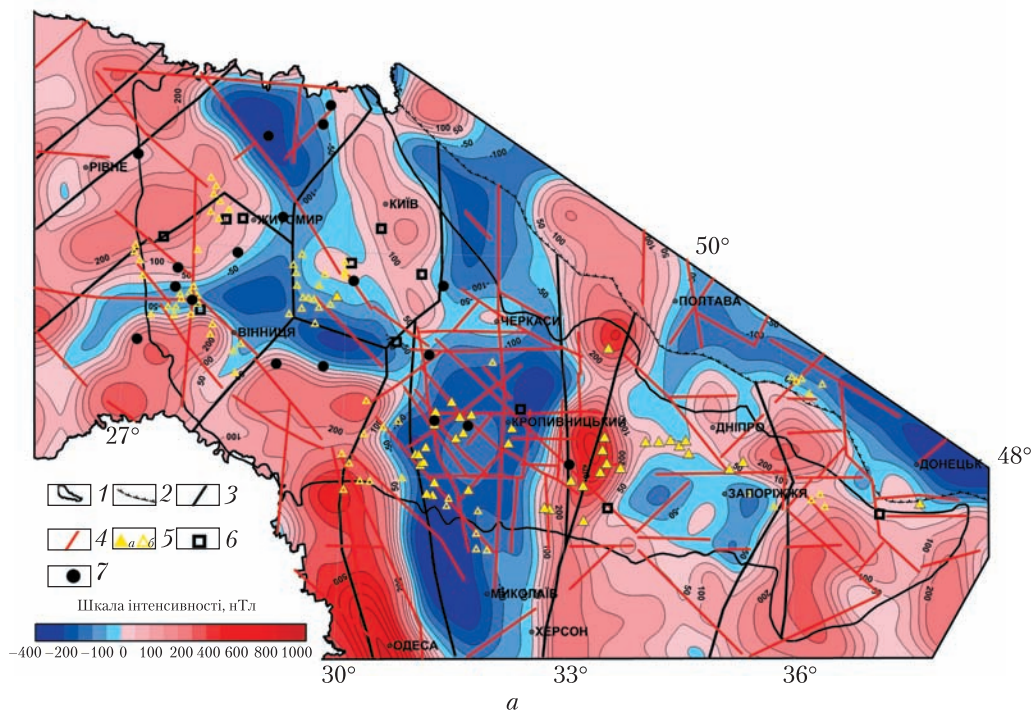 РІВНЕ
ЖИТОМИР
КИЇВ
50°
ПОЛТАВА
ЧЕРКАСИ
ВІННИЦЯ
27°
КРОПИВНИЦЬКИЙ
ДНІПРО
48°
ДОНЕЦЬК
ЗАПОРІЖЖЯ
1 2 3
4 а б 5 6
7
Шкала інтенсивності, нТл
−400 −200 −100 0 100 200 400 600 800 1000
МИКОЛАЇВ
ХЕРСОН
ОДЕСА
30° 33° 36°
а